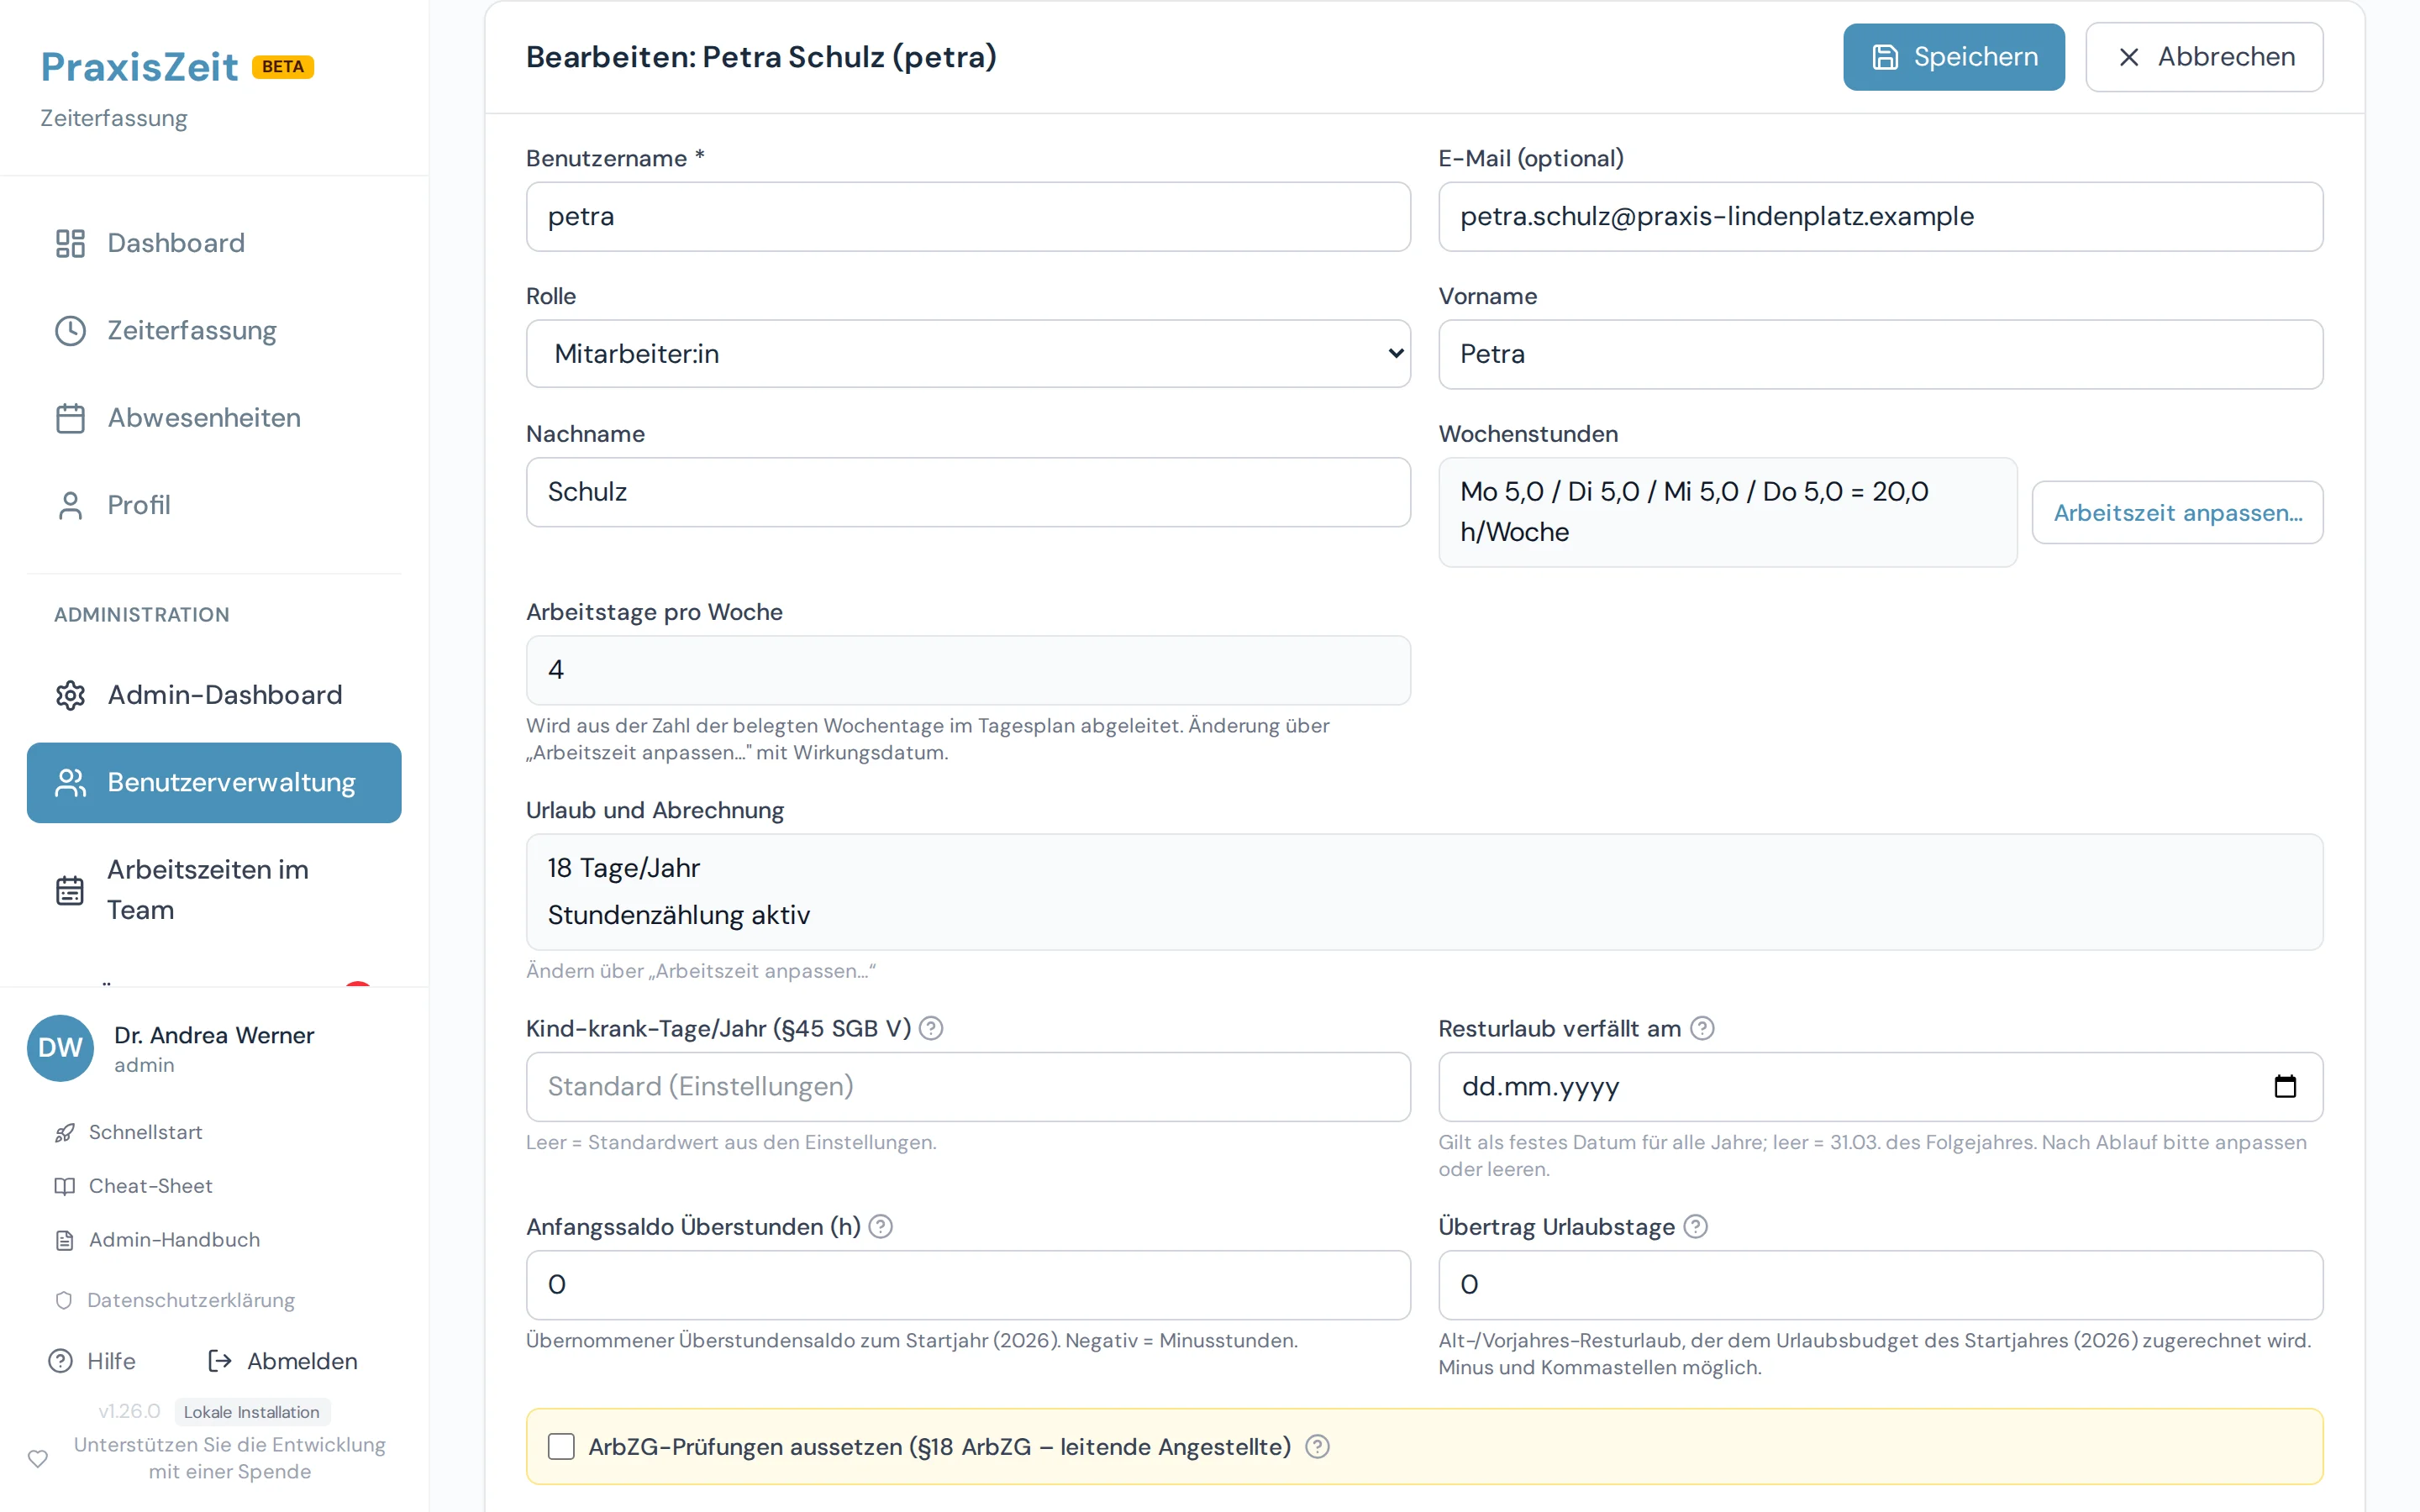 PraxisZeit BETA
Zeiterfassung
Dashboard
Zeiterfassung
Abwesenheiten
Profil
ADMINISTRATION
Admin-Dashboard
Benutzerverwaltung
Arbeitszeiten im
Team
Dr. Andrea Werner
DW
admin
Schnellstart
Cheat-Sheet
Admin-Handbuch
Datenschutzerklärung
Hilfe
Abmelden
v1.26.0 Lokale Installation
Unterstützen Sie die Entwicklung
mit einer Spende
Bearbeiten: Petra Schulz (petra)
Speichern
Abbrechen
Benutzername *
petra
E-Mail (optional)
petra.schulz@praxis-lindenplatz.example
Rolle
Mitarbeiter:in
Vorname
Petra
Nachname
Schulz
Wochenstunden
Mo 5,0 / Di 5,0 / Mi 5,0 / Do 5,0 = 20,0
h/Woche
Arbeitszeit anpassen...
Arbeitstage pro Woche
4
Wird aus der Zahl der belegten Wochentage im Tagesplan abgeleitet. Änderung über
„Arbeitszeit anpassen..." mit Wirkungsdatum.
Urlaub und Abrechnung
18 Tage/Jahr
Stundenzählung aktiv
Ändern über „Arbeitszeit anpassen...“
Kind-krank-Tage/Jahr (§45 SGB V)
Standard (Einstellungen)
Leer = Standardwert aus den Einstellungen.
Resturlaub verfällt am
dd.mm.yyyy
Gilt als festes Datum für alle Jahre; leer = 31.03. des Folgejahres. Nach Ablauf bitte anpassen
oder leeren.
Anfangssaldo Überstunden (h)
0
Übernommener Überstundensaldo zum Startjahr (2026). Negativ = Minusstunden.
Übertrag Urlaubstage
0
Alt-/Vorjahres-Resturlaub, der dem Urlaubsbudget des Startjahres (2026) zugerechnet wird.
Minus und Kommastellen möglich.
ArbZG-Prüfungen aussetzen (§18 ArbZG – leitende Angestellte)